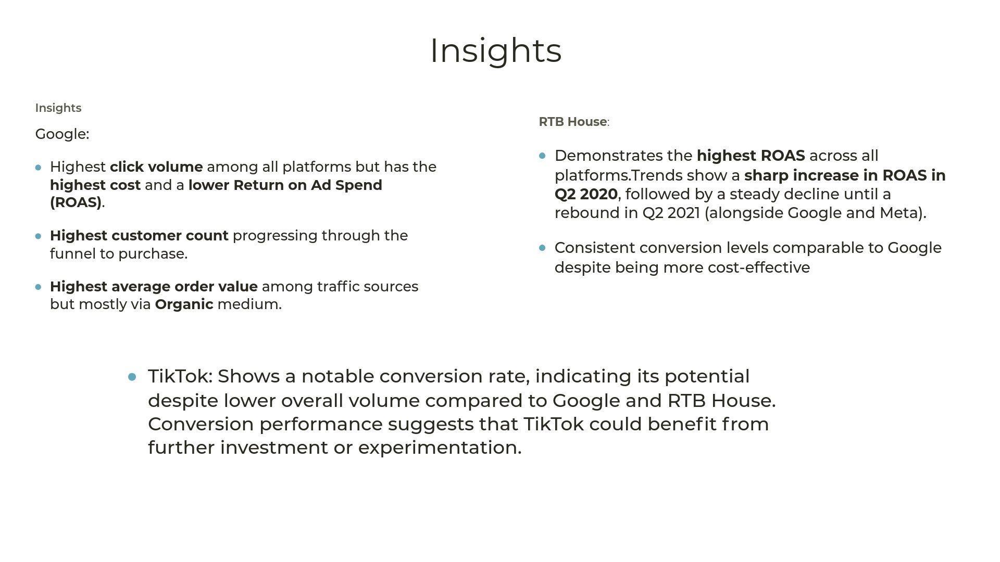 Insights
Insights
Google:
Highest click volume among all platforms but has the
highest cost and a lower Return on Ad Spend
(ROAS).
Highest customer count progressing through the
funnel to purchase.
Highest average order value among traffic sources
but mostly via Organic medium.
RTB House:
Demonstrates the highest ROAS across all
platforms.Trends show a sharp increase in ROAS in
Q2 2020, followed by a steady decline until a
rebound in Q2 2021 (alongside Google and Meta).
Consistent conversion levels comparable to Google
despite being more cost-effective
TikTok: Shows a notable conversion rate, indicating its potential
despite lower overall volume compared to Google and RTB House.
Conversion performance suggests that TikTok could benefit from
further investment or experimentation.